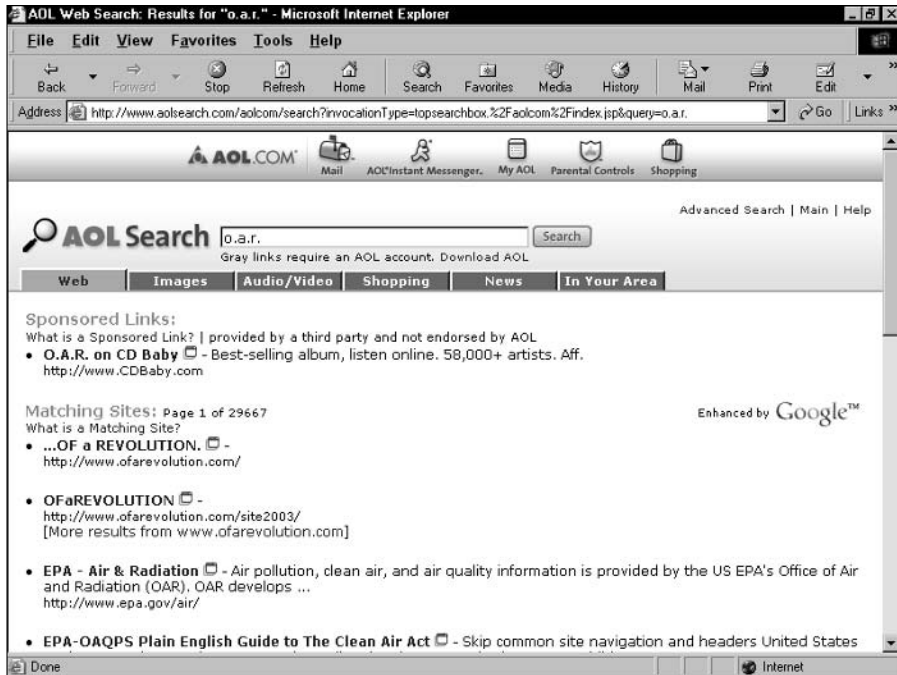 AOL Web Search: Results for "o.a.r." - Microsoft Internet Explorer
File Edit View Favorites Tools Help
Back Forward Stop Refresh Home Search Favorites Media History Mail Print Edit »
Address http://www.aolsearch.com/aolcom/search?invocationType=topsearchbox.%2Faolcom%2Findex.jsp&query=o.a.r. Go Links »
AOL.COM Mail AOL Instant Messenger. My AOL Parental Controls Shopping
Advanced Search | Main | Help
AOL Search o.a.r. Search
Gray links require an AOL account. Download AOL
Web Images Audio/Video Shopping News In Your Area
Sponsored Links:
What is a Sponsored Link? | provided by a third party and not endorsed by AOL
• O.A.R. on CD Baby - Best-selling album, listen online. 58,000+ artists. Aff.
http://www.CDBaby.com
Matching Sites: Page 1 of 29667 Enhanced by Google™
What is a Matching Site?
• ...OF a REVOLUTION. -
http://www.ofarevolution.com/
• OFaREVOLUTION -
http://www.ofarevolution.com/site2003/
[More results from www.ofarevolution.com]
• EPA - Air & Radiation - Air pollution, clean air, and air quality information is provided by the US EPA's Office of Air
and Radiation (OAR). OAR develops ...
http://www.epa.gov/air/
• EPA-OAQPS Plain English Guide to The Clean Air Act - Skip common site navigation and headers United States
Done Internet